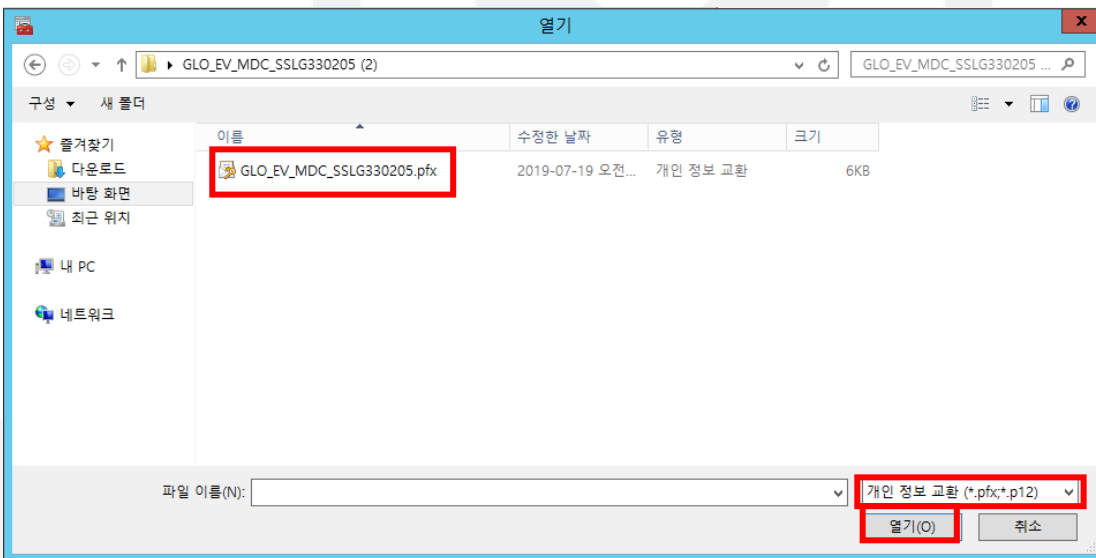 열기
x
GLO_EV_MDC_SSLG330205 (2)
GLO_EV_MDC_SSLG330205 ...
구성
새 폴더
즐겨찾기
다운로드
바탕 화면
최근 위치
내 PC
네트워크
이름 수정한 날짜 유형 크기
GLO_EV_MDC_SSLG330205.pfx 2019-07-19 오전... 개인 정보 교환 6KB
파일 이름(N):
개인 정보 교환 (*.pfx;*.p12)
열기(O) 취소